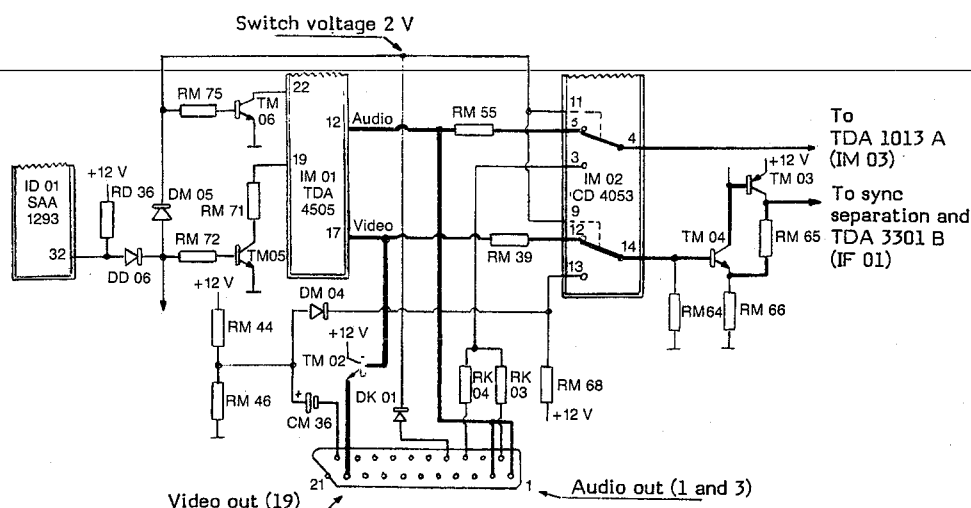 Switch voltage 2 V
RM 75
TM
06
22
12
Audio
RM 55
11
5
4
To
TDA 1013 A
(IM 03)
3
19
IM 01
TDA
4505
IM 02
CD 4053
+12 V
TM 03
ID 01
SAA
1293
+12 V
RD 36
DM 05
RM 71
9
To sync
separation and
TDA 3301 B
(IF 01)
Video
17
12
14
TM 04
RM 65
RM 72
TM05
RM 39
32
DD 06
13
+12 V
DM 04
RM64
RM 66
RM 44
+12 V
TM 02
RM 46
CM 36
+
DK 01
RK
04
RK
03
RM 68
+12 V
21
1
Video out (19)
Audio out (1 and 3)